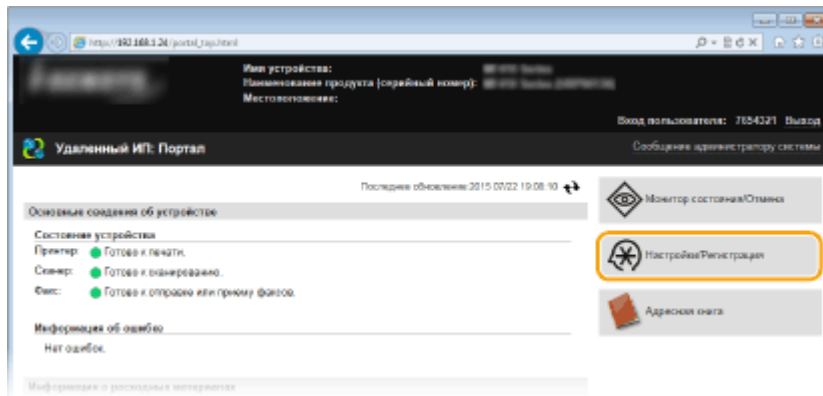 http://192.168.1.24/portal_top.html
Имя устройства:
Наименование продукта (серийный номер):
Местоположение:
Вход пользователя: 7654321 Выход
Удаленный ИП: Портал
Сообщение администратору системы
Последнее обновление: 2015 07/22 19:08:10
Основные сведения об устройстве
Монитор состояния/Отмена
Состояние устройства
Принтер: Готово к печати.
Сканер: Готово к сканированию.
Факс: Готово к отправке или приему факсов.
Настройки/Регистрация
Адресная книга
Информация об ошибке
Нет ошибок.
Информация о расходных материалах